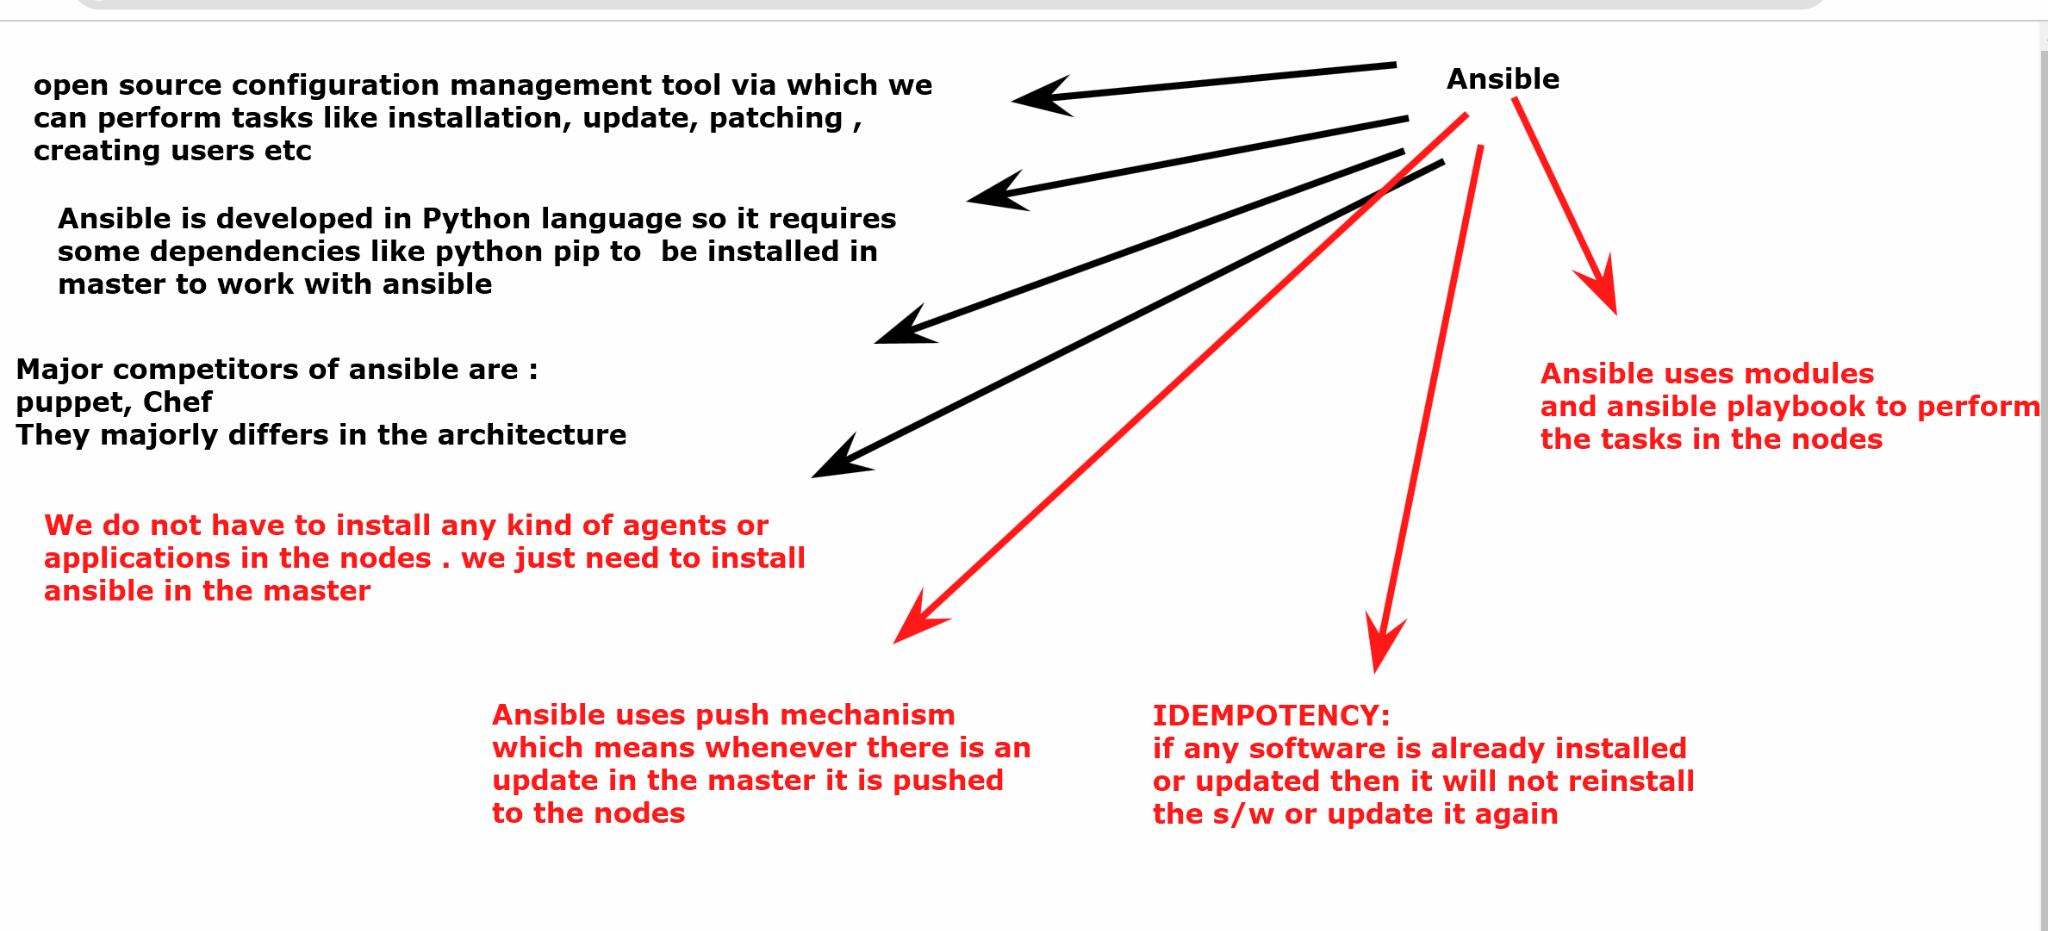 Ansible
open source configuration management tool via which we
can perform tasks like installation, update, patching ,
creating users etc
Ansible is developed in Python language so it requires
some dependencies like python pip to  be installed in
master to work with ansible
Major competitors of ansible are :
puppet, Chef
They majorly differs in the architecture
We do not have to install any kind of agents or
applications in the nodes . we just need to install
ansible in the master
Ansible uses push mechanism
which means whenever there is an
update in the master it is pushed
to the nodes
IDEMPOTENCY:
if any software is already installed
or updated then it will not reinstall
the s/w or update it again
Ansible uses modules
and ansible playbook to perform
the tasks in the nodes